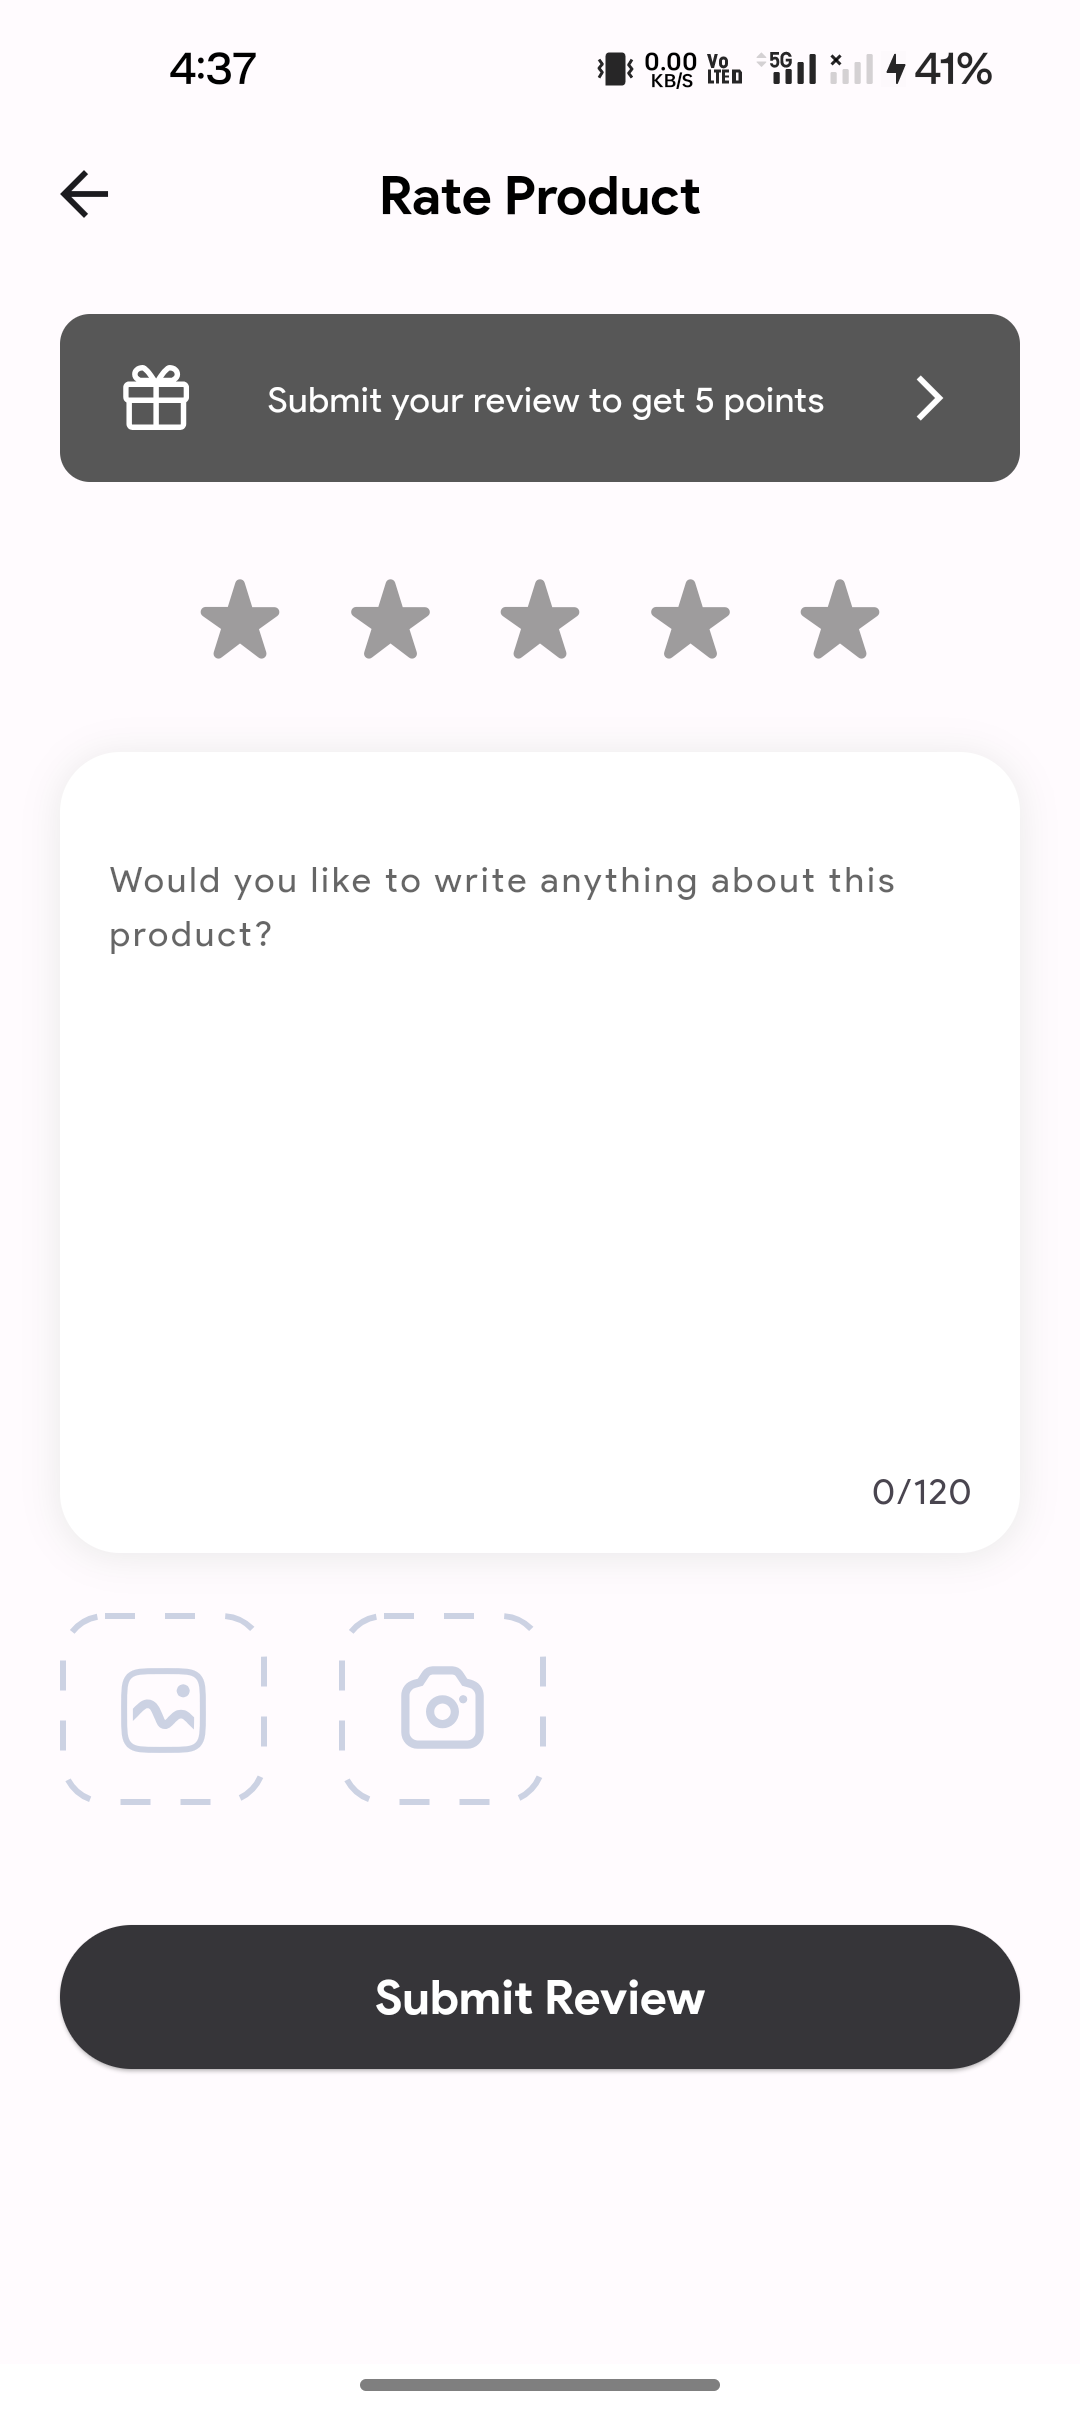 4:37
0.00
KB/S
Vo
LTE
5G
41%
Rate Product
Submit your review to get 5 points
Would you like to write anything about this
product?
0/120
Submit Review